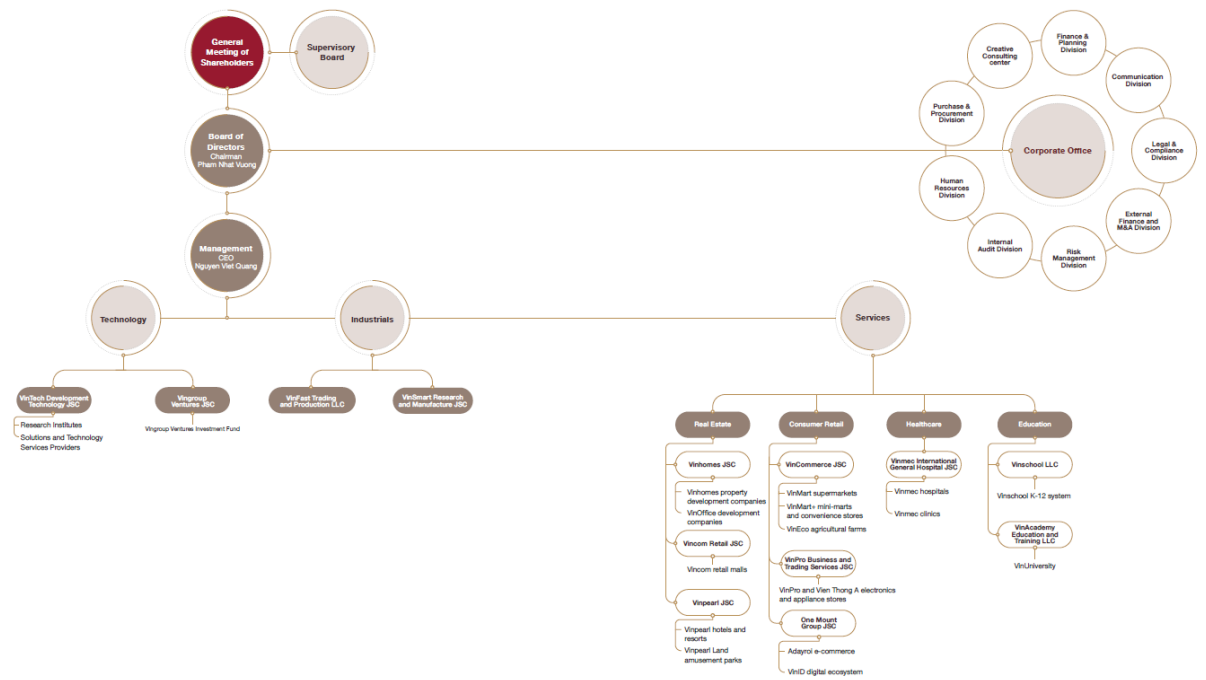 General
Meeting of
Shareholders
Supervisory
Board
Board of
Directors
Chairman
Pham Nhat Vuong
Management
CEO
Nguyen Viet Quang
Corporate Office
Creative
Consulting
center
Finance &
Planning
Division
Communication
Division
Legal &
Compliance
Division
External
Finance and
M&A Division
Risk
Management
Division
Internal
Audit Division
Human
Resources
Division
Purchase &
Procurement
Division
Technology
Industrials
Services
VinTech Development
Technology JSC
Research Institutes
Solutions and Technology
Services Providers
Vingroup
Ventures JSC
Vingroup Ventures Investment Fund
VinFast Trading
and Production LLC
VinSmart Research
and Manufacture JSC
Real Estate
Vinhomes JSC
Vinhomes property
development companies
VinOffice development
companies
Vincom Retail JSC
Vincom retail malls
Vinpearl JSC
Vinpearl hotels and
resorts
Vinpearl Land
amusement parks
Consumer Retail
VinCommerce JSC
VinMart supermarkets
VinMart+ mini-marts
and convenience stores
VinEco agricultural farms
VinPro Business and
Trading Services JSC
VinPro and Vien Thong A electronics
and appliance stores
One Mount
Group JSC
Adayroi e-commerce
VinID digital ecosystem
Healthcare
Vinmec International
General Hospital JSC
Vinmec hospitals
Vinmec clinics
Education
Vinschool LLC
Vinschool K-12 system
VinAcademy
Education and
Training LLC
VinUniversity